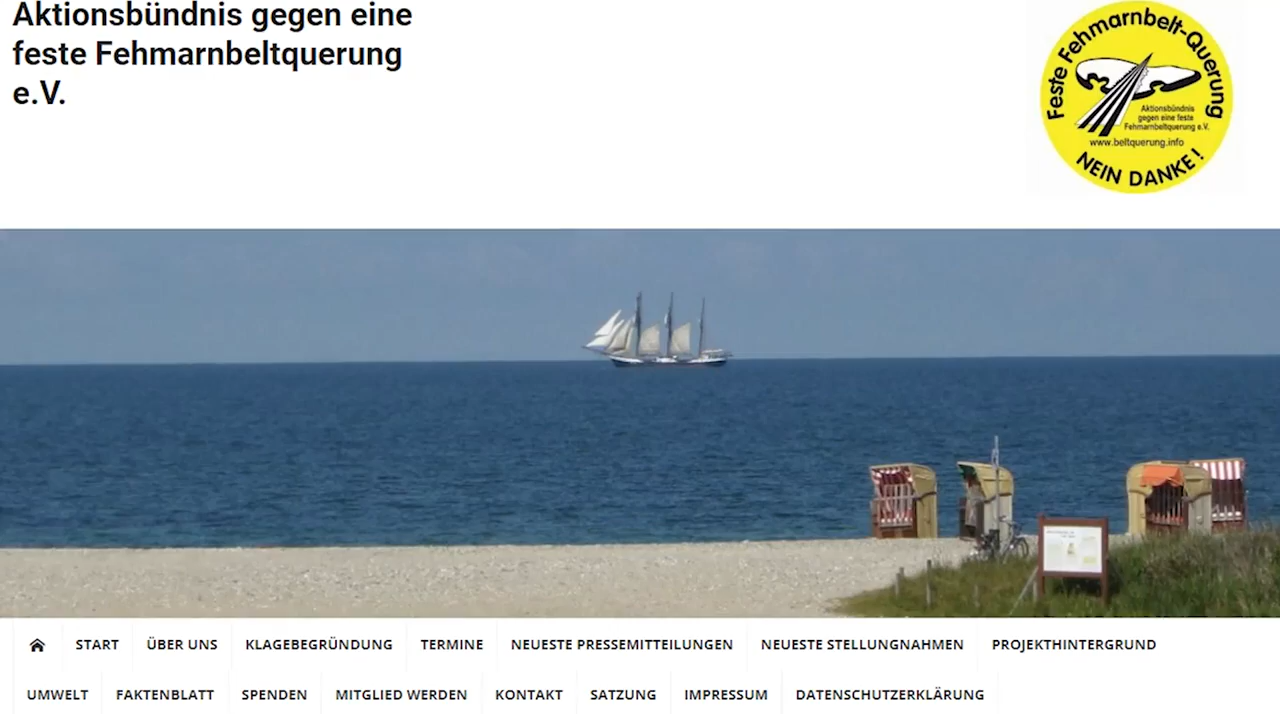 Aktionsbündnis gegen eine
feste Fehmarnbeltquerung
e.V.
Feste Fehmarnbelt-Querung
Aktionsbündnis
gegen eine feste
Fehmarnbeltquerung e.V.
www.beltquerung.info
NEIN DANKE!
START ÜBER UNS KLAGEBEGRÜNDUNG TERMINE NEUESTE PRESSEMITTEILUNGEN NEUESTE STELLUNGNAHMEN PROJEKTHINTERGRUND
UMWELT FAKTENBLATT SPENDEN MITGLIED WERDEN KONTAKT SATZUNG IMPRESSUM DATENSCHUTZERKLÄRUNG